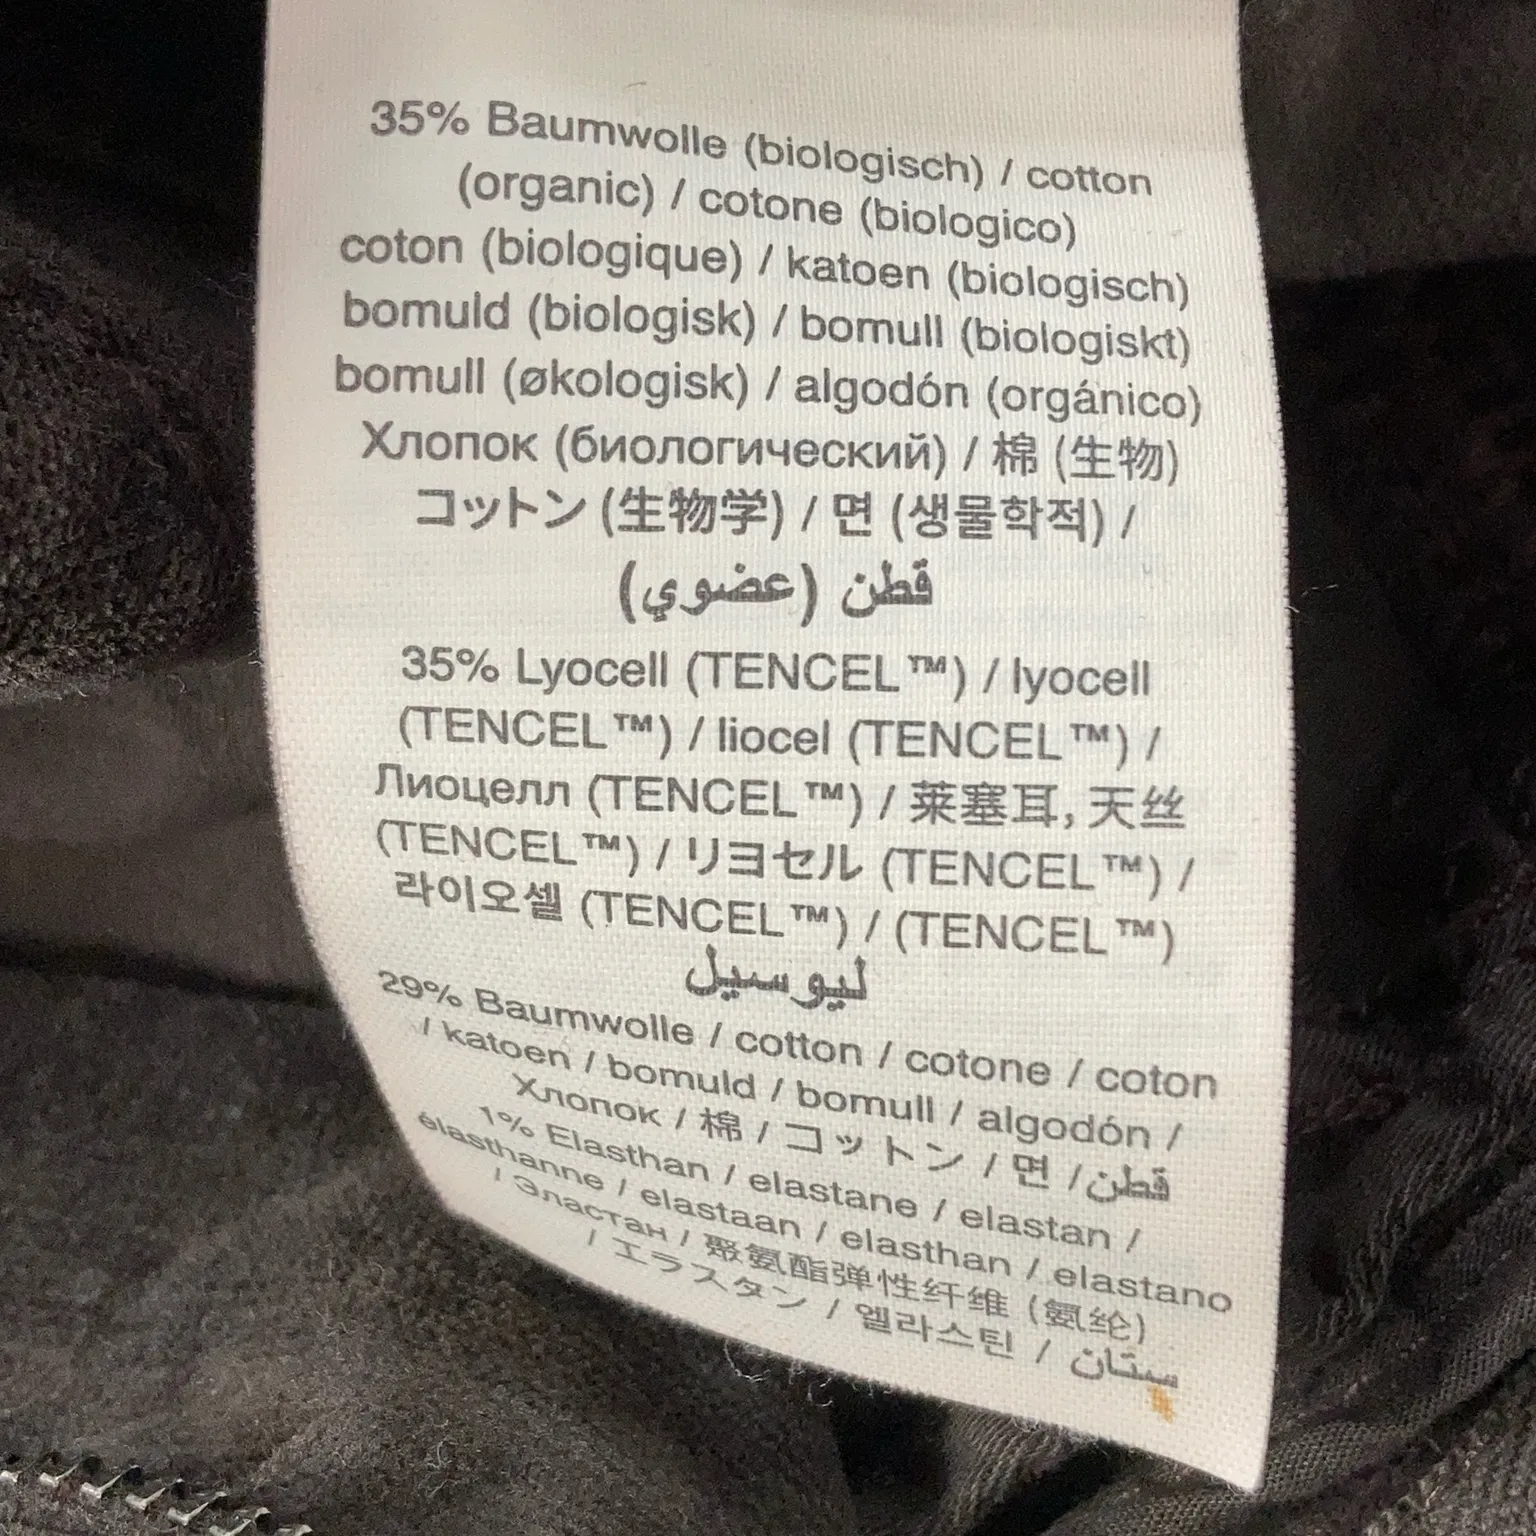 35% Baumwolle (biologisch) / cotton
(organic) / cotone (biologico)
coton (biologique) / katoen (biologisch)
bomuld (biologisk) / bomull (biologiskt)
bomull (økologisk) / algodón (orgánico)
Хлопок (биологический) / 棉 (生物)
コットン (生物学) / 면 (생물학적) /
قطن (عضوي)
35% Lyocell (TENCEL™) / lyocell
(TENCEL™) / liocel (TENCEL™) /
Лиоцелл (TENCEL™) / 莱塞耳, 天丝
(TENCEL™) / リヨセル (TENCEL™) /
라이오셀 (TENCEL™) / (TENCEL™)
ليوسيل
29% Baumwolle / cotton / cotone / coton
/ katoen / bomuld / bomull / algodón /
Хлопок / 棉 / コットン / 면 / قطن
1% Elasthan / elastane / elastan /
élasthanne / elastaan / elasthan / elastano
/ Эластан / 聚氨酯弹性纤维 (氨纶)
/ エラスタン / 엘라스틴 / ستان